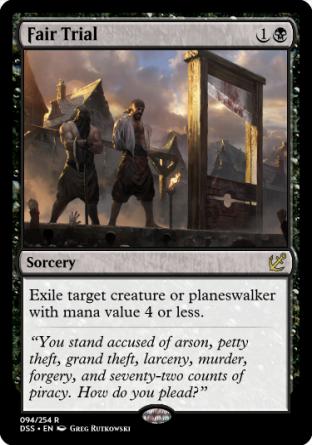 Fair Trial 1
Sorcery
Exile target creature or planeswalker
with mana value 4 or less.
“You stand accused of arson, petty
theft, grand theft, larceny, murder,
forgery, and seventy-two counts of
piracy. How do you plead?”
094/254 R
DSS • EN Greg Rutkowski